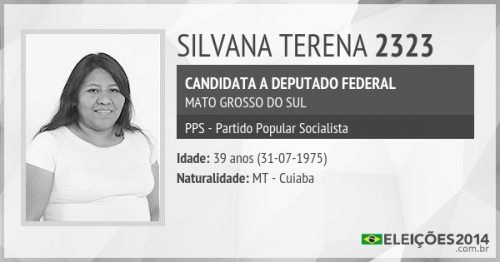 SILVANA TERENA 2323
CANDIDATA A DEPUTADO FEDERAL
MATO GROSSO DO SUL
PPS - Partido Popular Socialista
Idade: 39 anos (31-07-1975)
Naturalidade: MT - Cuiaba
ELEIÇÕES2014
.com.br